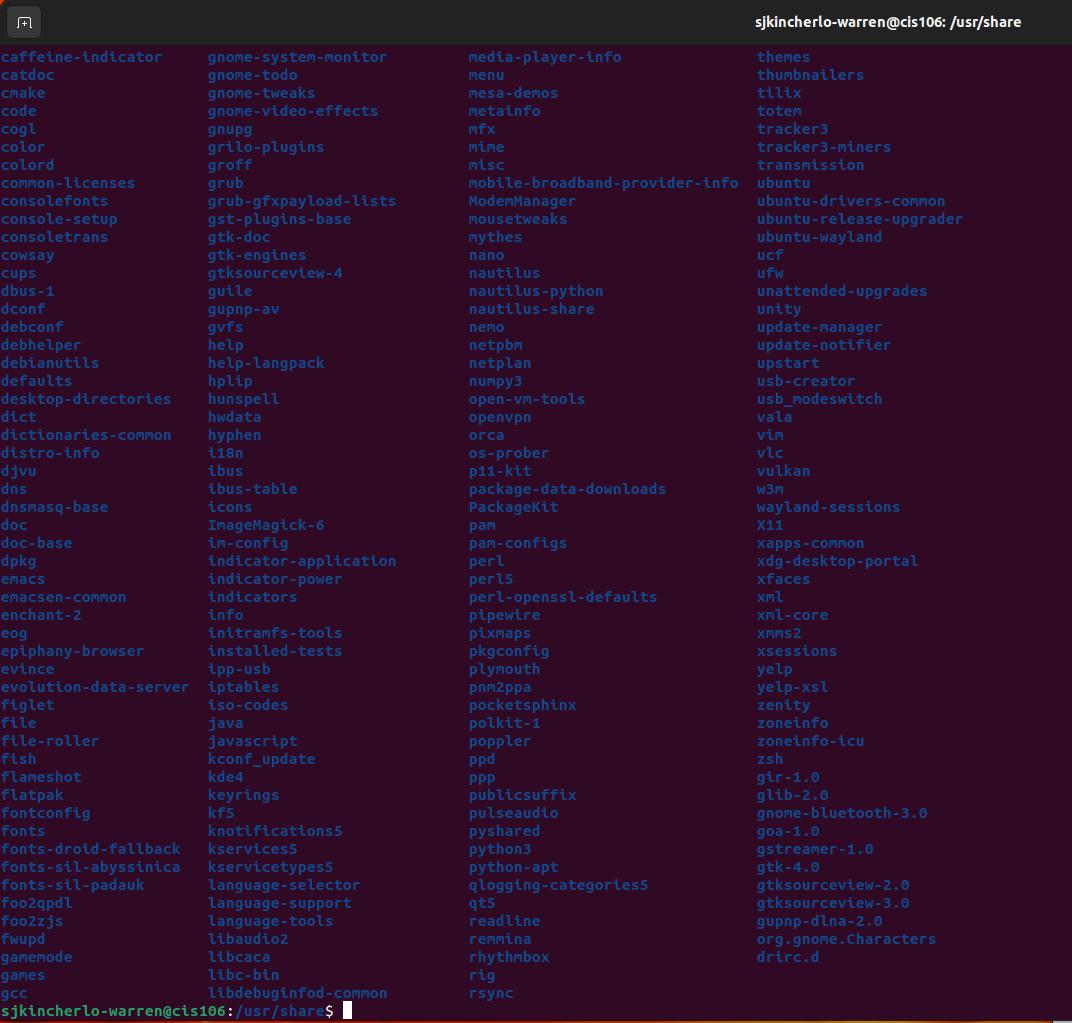 sjkincherlo-warren@cis106: /usr/share
caffeine-indicator gnome-system-monitor media-player-info themes
catdoc gnome-todo menu thumbnailers
cmake gnome-tweaks mesa-demos tilix
code gnome-video-effects metainfo totem
cogl gnupg mfx tracker3
color grilo-plugins mime tracker3-miners
colord groff misc transmission
common-licenses grub mobile-broadband-provider-info ubuntu
consolefonts grub-gfxpayload-lists ModemManager ubuntu-drivers-common
console-setup gst-plugins-base mousetweaks ubuntu-release-upgrader
consoletrans gtk-doc mythes ubuntu-wayland
cowsay gtk-engines nano ucf
cups gtksourceview-4 nautilus ufw
dbus-1 guile nautilus-python unattended-upgrades
dconf gupnp-av nautilus-share unity
debconf gvfs nemo update-manager
debhelper help netpbm update-notifier
debianutils help-langpack netplan upstart
defaults hplip numpy3 usb-creator
desktop-directories hunspell open-vm-tools usb_modeswitch
dict hwdata openvpn vala
dictionaries-common hyphen orca vim
distro-info i18n os-prober vlc
djvu ibus p11-kit vulkan
dns ibus-table package-data-downloads w3m
dnsmasq-base icons PackageKit wayland-sessions
doc ImageMagick-6 pam X11
doc-base im-config pam-configs xapps-common
dpkg indicator-application perl xdg-desktop-portal
emacs indicator-power perl5 xfaces
emacsen-common indicators perl-openssl-defaults xml
enchant-2 info pipewire xml-core
eog initramfs-tools pixmaps xmms2
epiphany-browser installed-tests pkgconfig xsessions
evince ipp-usb plymouth yelp
evolution-data-server iptables pnm2ppa yelp-xsl
figlet iso-codes pocketsphinx zenity
file java polkit-1 zoneinfo
file-roller javascript poppler zoneinfo-icu
fish kconf_update ppd zsh
flameshot kde4 ppp gir-1.0
flatpak keyrings publicsuffix glib-2.0
fontconfig kf5 pulseaudio gnome-bluetooth-3.0
fonts knotifications5 pyshared goa-1.0
fonts-droid-fallback kservices5 python3 gstreamer-1.0
fonts-sil-abyssinica kservicetypes5 python-apt gtk-4.0
fonts-sil-padauk language-selector qlogging-categories5 gtksourceview-2.0
foo2qpdl language-support qt5 gtksourceview-3.0
foo2zjs language-tools readline gupnp-dlna-2.0
fwupd libaudio2 remmina org.gnome.Characters
gamemode libcaca rhythmbox drirc.d
games libc-bin rig
gcc libdebuginfod-common rsync
sjkincherlo-warren@cis106:/usr/share$